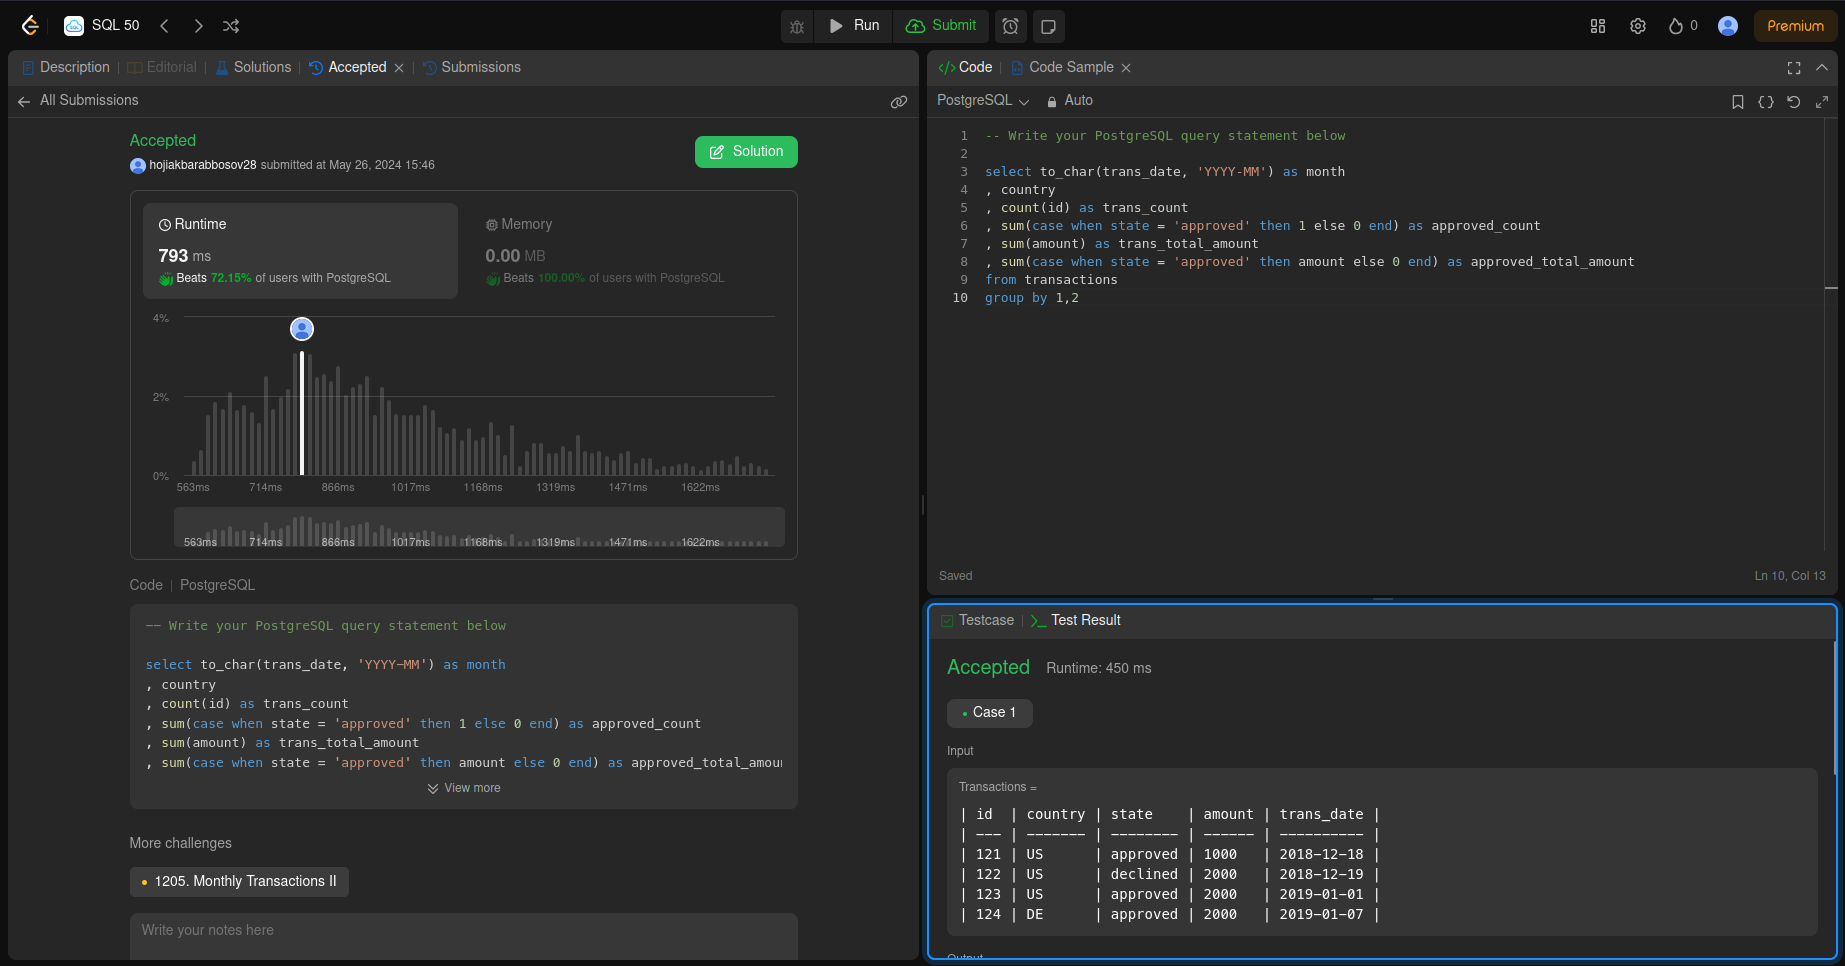 SQL 50
Run
Submit
0
Premium
Description
Editorial
Solutions
Accepted
Submissions
All Submissions
Accepted
hojiakbarabbosov28 submitted at May 26, 2024 15:46
Solution
Runtime
793 ms
Beats 72.15% of users with PostgreSQL
Memory
0.00 MB
Beats 100.00% of users with PostgreSQL
4%
2%
0%
563ms 714ms 866ms 1017ms 1168ms 1319ms 1471ms 1622ms
563ms 714ms 866ms 1017ms 1168ms 1319ms 1471ms 1622ms
Code | PostgreSQL
-- Write your PostgreSQL query statement below
select to_char(trans_date, 'YYYY-MM') as month
, country
, count(id) as trans_count
, sum(case when state = 'approved' then 1 else 0 end) as approved_count
, sum(amount) as trans_total_amount
, sum(case when state = 'approved' then amount else 0 end) as approved_total_amou
View more
More challenges
1205. Monthly Transactions II
Write your notes here
</> Code
Code Sample
PostgreSQL
Auto
1 -- Write your PostgreSQL query statement below
2
3 select to_char(trans_date, 'YYYY-MM') as month
4 , country
5 , count(id) as trans_count
6 , sum(case when state = 'approved' then 1 else 0 end) as approved_count
7 , sum(amount) as trans_total_amount
8 , sum(case when state = 'approved' then amount else 0 end) as approved_total_amount
9 from transactions
10 group by 1,2
Saved
Ln 10, Col 13
Testcase
Test Result
Accepted Runtime: 450 ms
Case 1
Input
Transactions =
| id | country | state | amount | trans_date |
| --- | ------- | -------- | ------ | ---------- |
| 121 | US | approved | 1000 | 2018-12-18 |
| 122 | US | declined | 2000 | 2018-12-19 |
| 123 | US | approved | 2000 | 2019-01-01 |
| 124 | DE | approved | 2000 | 2019-01-07 |
Output